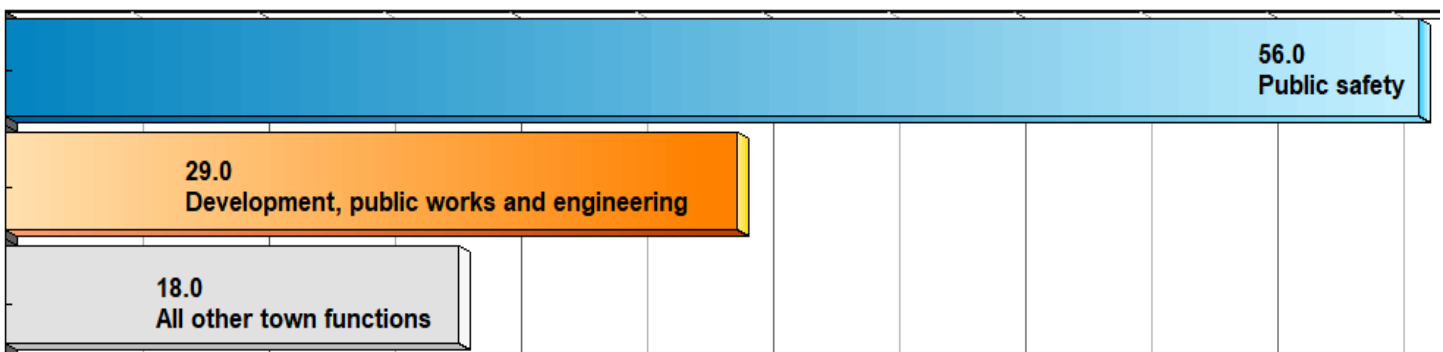 56.0
Public safety
29.0
Development, public works and engineering
18.0
All other town functions